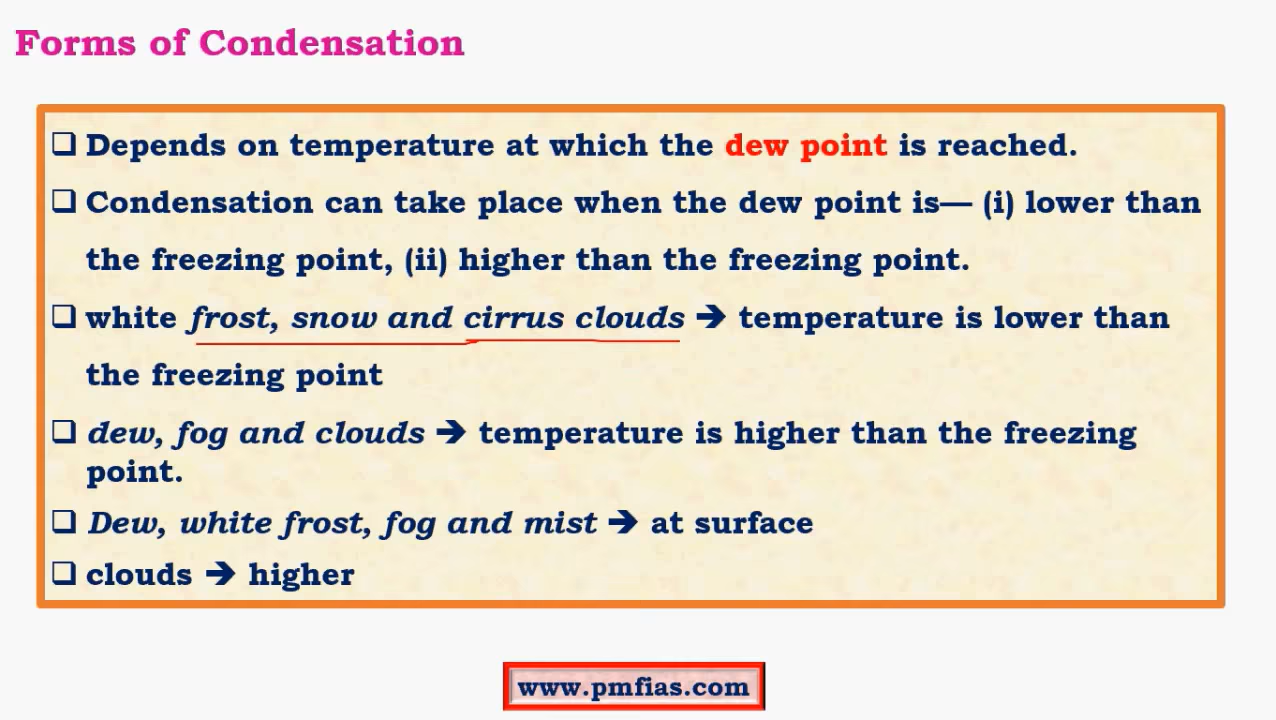 Forms of Condensation
❑ Depends on temperature at which the dew point is reached.
❑ Condensation can take place when the dew point is— (i) lower than
the freezing point, (ii) higher than the freezing point.
❑ white frost, snow and cirrus clouds ➔ temperature is lower than
the freezing point
❑ dew, fog and clouds ➔ temperature is higher than the freezing
point.
❑ Dew, white frost, fog and mist ➔ at surface
❑ clouds ➔ higher
www.pmfias.com